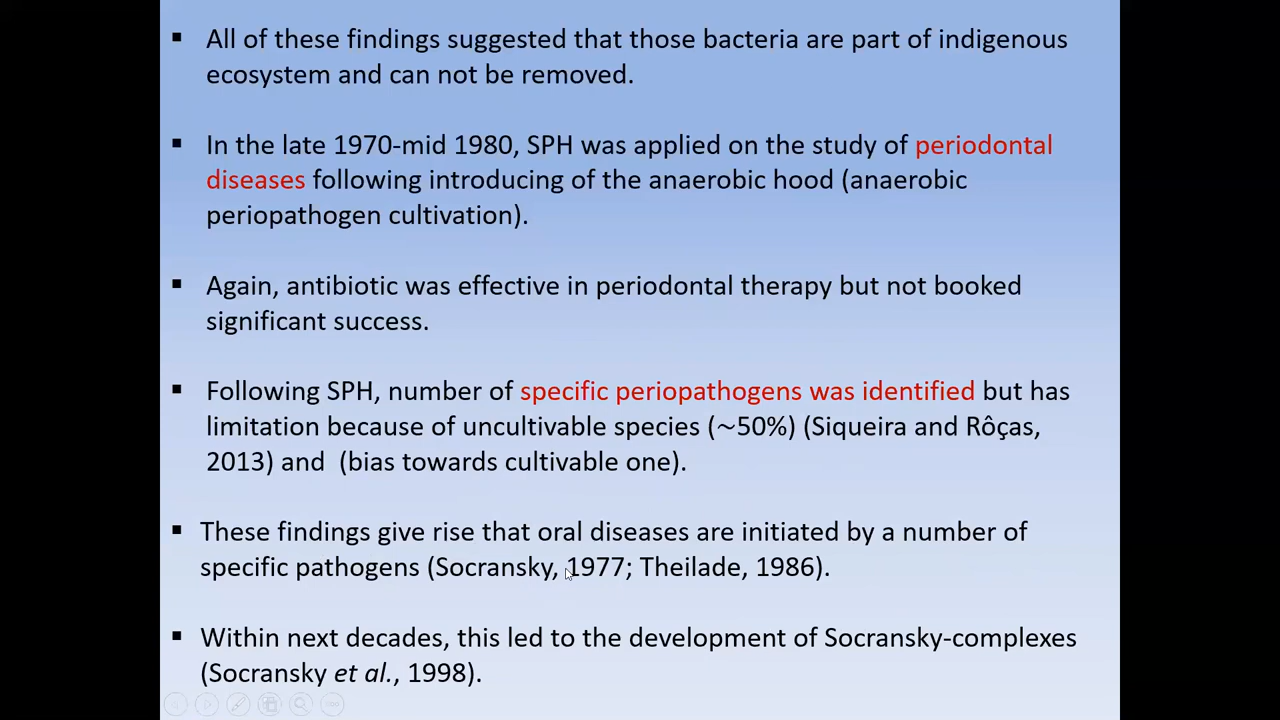 ▪ All of these findings suggested that those bacteria are part of indigenous
ecosystem and can not be removed.
▪ In the late 1970-mid 1980, SPH was applied on the study of periodontal
diseases following introducing of the anaerobic hood (anaerobic
periopathogen cultivation).
▪ Again, antibiotic was effective in periodontal therapy but not booked
significant success.
▪ Following SPH, number of specific periopathogens was identified but has
limitation because of uncultivable species (~50%) (Siqueira and Rôças,
2013) and (bias towards cultivable one).
▪ These findings give rise that oral diseases are initiated by a number of
specific pathogens (Socransky, 1977; Theilade, 1986).
▪ Within next decades, this led to the development of Socransky-complexes
(Socransky et al., 1998).